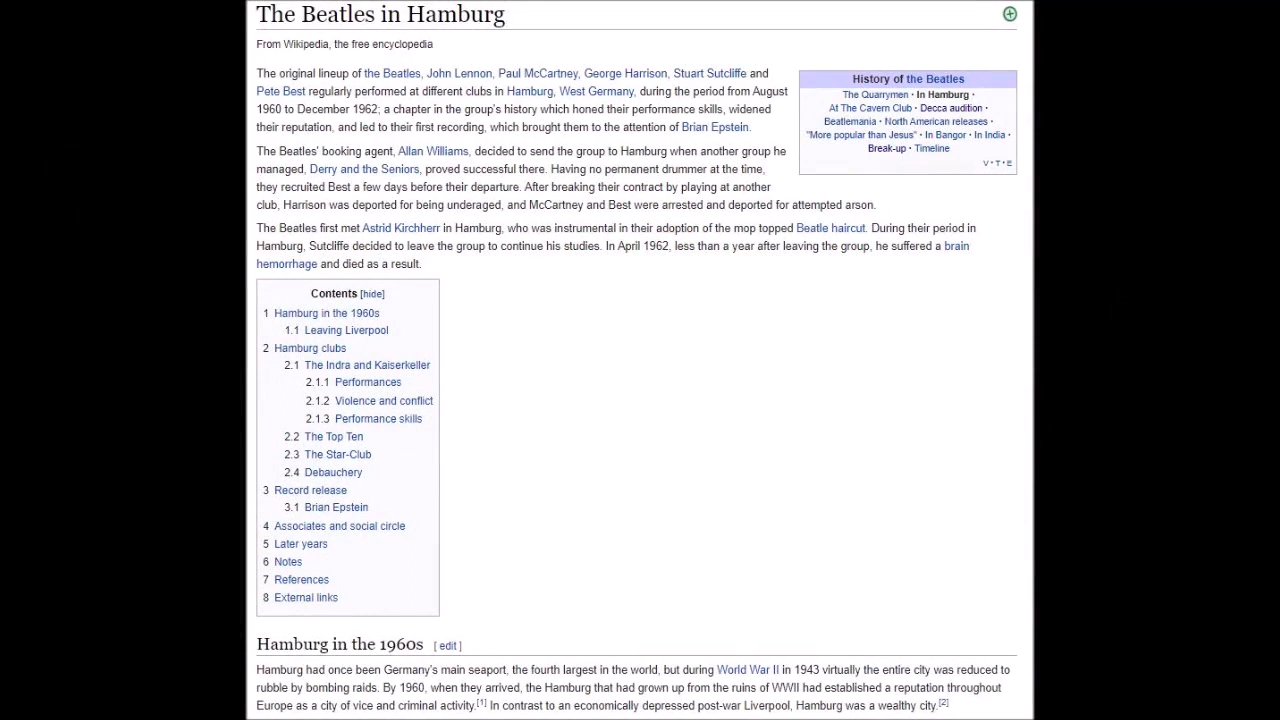 The Beatles in Hamburg
From Wikipedia, the free encyclopedia
The original lineup of the Beatles, John Lennon, Paul McCartney, George Harrison, Stuart Sutcliffe and
Pete Best regularly performed at different clubs in Hamburg, West Germany, during the period from August
1960 to December 1962; a chapter in the group's history which honed their performance skills, widened
their reputation, and led to their first recording, which brought them to the attention of Brian Epstein.
The Beatles' booking agent, Allan Williams, decided to send the group to Hamburg when another group he
managed, Derry and the Seniors, proved successful there. Having no permanent drummer at the time,
they recruited Best a few days before their departure. After breaking their contract by playing at another
club, Harrison was deported for being underaged, and McCartney and Best were arrested and deported for attempted arson.
The Beatles first met Astrid Kirchherr in Hamburg, who was instrumental in their adoption of the mop topped Beatle haircut. During their period in
Hamburg, Sutcliffe decided to leave the group to continue his studies. In April 1962, less than a year after leaving the group, he suffered a brain
hemorrhage and died as a result.
History of the Beatles
The Quarrymen · In Hamburg ·
At The Cavern Club · Decca audition ·
Beatlemania · North American releases ·
"More popular than Jesus" · In Bangor · In India ·
Break-up · Timeline
V · T · E
Contents [hide]
1 Hamburg in the 1960s
1.1 Leaving Liverpool
2 Hamburg clubs
2.1 The Indra and Kaiserkeller
2.1.1 Performances
2.1.2 Violence and conflict
2.1.3 Performance skills
2.2 The Top Ten
2.3 The Star-Club
2.4 Debauchery
3 Record release
3.1 Brian Epstein
4 Associates and social circle
5 Later years
6 Notes
7 References
8 External links
Hamburg in the 1960s [ edit ]
Hamburg had once been Germany's main seaport, the fourth largest in the world, but during World War II in 1943 virtually the entire city was reduced to
rubble by bombing raids. By 1960, when they arrived, the Hamburg that had grown up from the ruins of WWII had established a reputation throughout
Europe as a city of vice and criminal activity.[1] In contrast to an economically depressed post-war Liverpool, Hamburg was a wealthy city.[2]